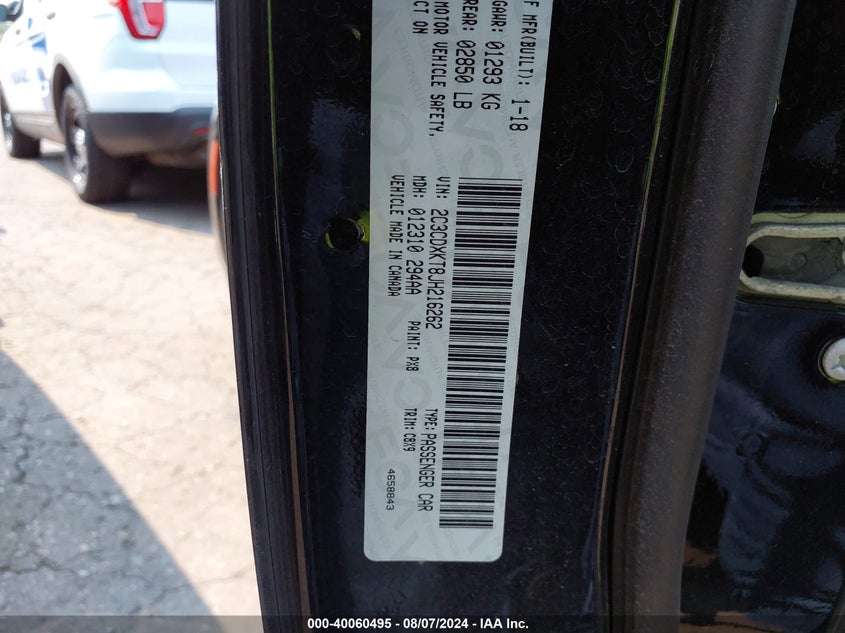 F MFR(BUILT): 1-18
GAWR: 01293 KG
REAR: 02850 LB
MOTOR VEHICLE SAFETY,
CT ON
VIN: 2C3CDXKT8JH216262
TYPE: PASSENGER CAR
MDH: 012310 294AA PAINT: PX8 TRIM: CBX9
VEHICLE MADE IN CANADA
4658843
000-40060495 - 08/07/2024 - IAA Inc.